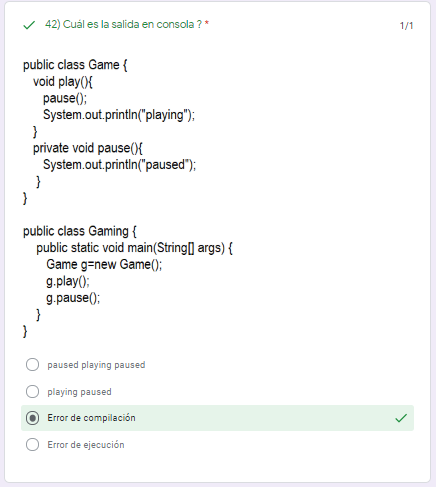 42) Cuál es la salida en consola ? *
1/1
public class Game {
void play(){
pause();
System.out.println("playing");
}
private void pause(){
System.out.println("paused");
}
}
public class Gaming {
public static void main(String[] args) {
Game g=new Game();
g.play();
g.pause();
}
}
paused playing paused
playing paused
Error de compilación
Error de ejecución